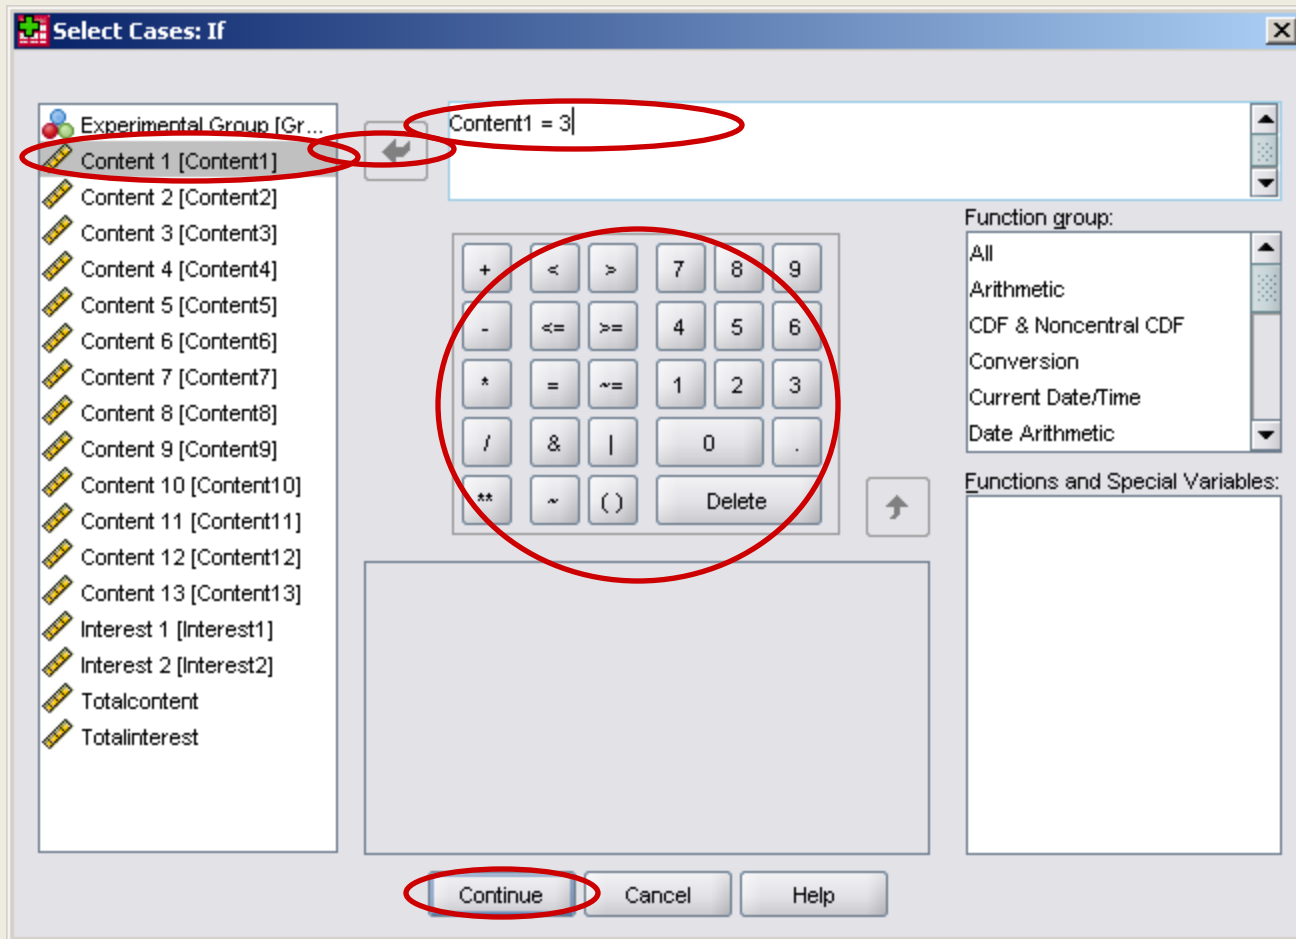 Select Cases: If
Experimental Group [Gr...
Content 1 [Content1]
Content 2 [Content2]
Content 3 [Content3]
Content 4 [Content4]
Content 5 [Content5]
Content 6 [Content6]
Content 7 [Content7]
Content 8 [Content8]
Content 9 [Content9]
Content 10 [Content10]
Content 11 [Content11]
Content 12 [Content12]
Content 13 [Content13]
Interest 1 [Interest1]
Interest 2 [Interest2]
Totalcontent
Totalinterest
Content1 = 3
+ < > 7 8 9
- <= >= 4 5 6
* = ~= 1 2 3
/ & | 0 .
** ~ ( ) Delete
Function group:
All
Arithmetic
CDF & Noncentral CDF
Conversion
Current Date/Time
Date Arithmetic
Functions and Special Variables:
Continue Cancel Help